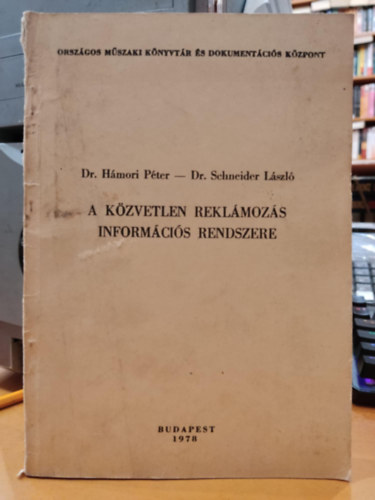 ORSZÁGOS MŰSZAKI KÖNYVTÁR ÉS DOKUMENTÁCIÓS KÖZPONT
Dr. Hámori Péter — Dr. Schneider László
A KÖZVETLEN REKLÁMOZÁS
INFORMÁCIÓS RENDSZERE
BUDAPEST
1978